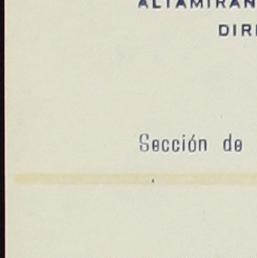 ALTAMIRAN
DIR
Sección de